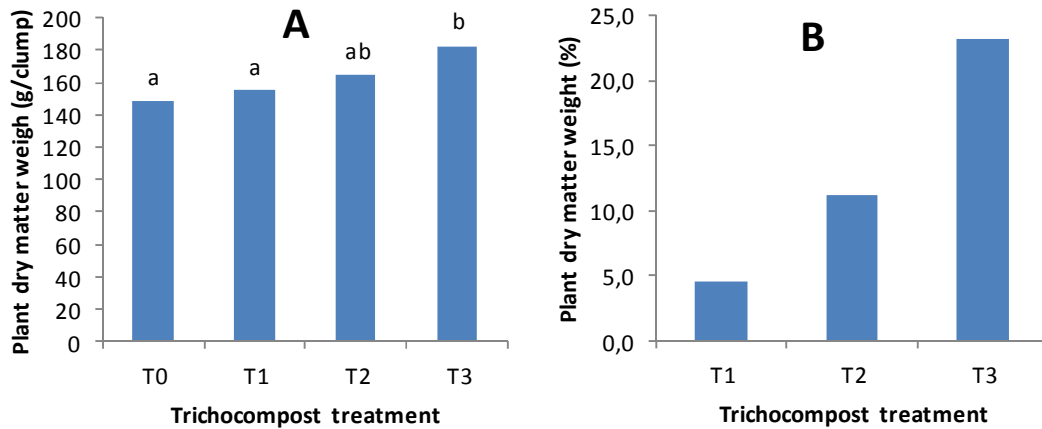 A
Plant dry matter weigh (g/clump)
200
180
160
140
120
100
80
60
40
20
0
a
a
ab
b
T0 T1 T2 T3
Trichocompost treatment
B
Plant dry matter weight (%)
25,0
20,0
15,0
10,0
5,0
0,0
T1 T2 T3
Trichocompost treatment